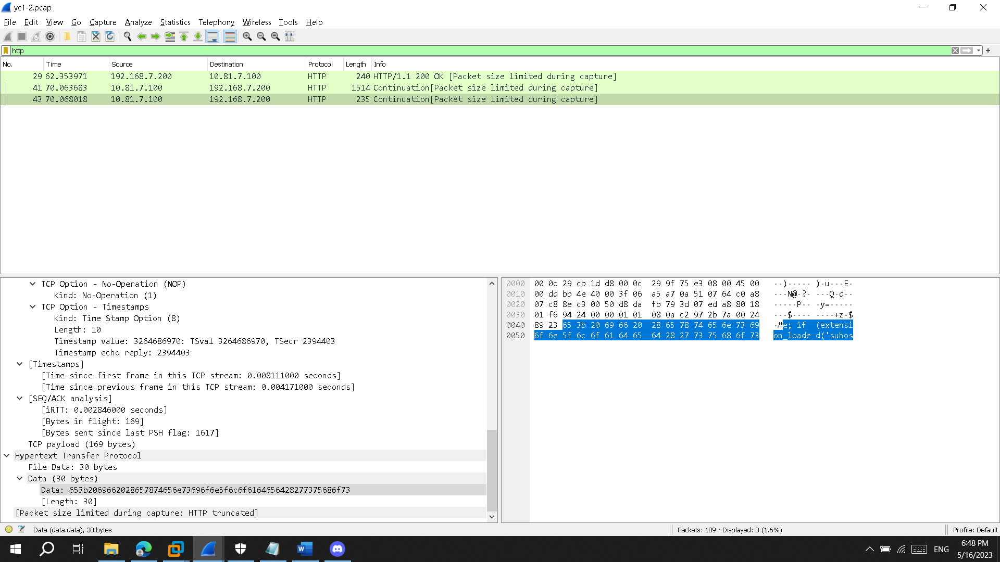 yc1-2.pcap
File Edit View Go Capture Analyze Statistics Telephony Wireless Tools Help
http
No. Time Source Destination Protocol Length Info
29 62.353971 192.168.7.200 10.81.7.100 HTTP 240 HTTP/1.1 200 OK [Packet size limited during capture]
41 70.063683 10.81.7.100 192.168.7.200 HTTP 1514 Continuation[Packet size limited during capture]
43 70.068018 10.81.7.100 192.168.7.200 HTTP 235 Continuation[Packet size limited during capture]
TCP Option - No-Operation (NOP)
Kind: No-Operation (1)
TCP Option - Timestamps
Kind: Time Stamp Option (8)
Length: 10
Timestamp value: 3264686970: TSval 3264686970, TSecr 2394403
Timestamp echo reply: 2394403
[Timestamps]
[Time since first frame in this TCP stream: 0.008111000 seconds]
[Time since previous frame in this TCP stream: 0.004171000 seconds]
[SEQ/ACK analysis]
[iRTT: 0.002846000 seconds]
[Bytes in flight: 169]
[Bytes sent since last PSH flag: 1617]
TCP payload (169 bytes)
Hypertext Transfer Protocol
File Data: 30 bytes
Data (30 bytes)
Data: 653b2069662028657874656e73696f6e5f6c6f6164656428277375686f73
[Length: 30]
[Packet size limited during capture: HTTP truncated]
0000 00 0c 29 cb 1d d8 00 0c 29 9f 75 e3 08 00 45 00 ··)····· )·u···E·
0010 00 dd bb 4e 40 00 3f 06 a5 a7 0a 51 07 64 c0 a8 ···N@·?· ···Q·d··
0020 07 c8 8e c3 00 50 d8 da fb 79 3d 07 ed a8 80 18 ·····P·· ·y=·····
0030 01 f6 94 24 00 00 01 01 08 0a c2 97 2b 7a 00 24 ···$···· ····+z·$
0040 89 23 65 3b 20 69 66 20 28 65 78 74 65 6e 73 69 ·#e; if (extensi
0050 6f 6e 5f 6c 6f 61 64 65 64 28 27 73 75 68 6f 73 on_loade d('suhos
Data (data.data), 30 bytes
Packets: 189 · Displayed: 3 (1.6%)
Profile: Default
ENG
6:48 PM
5/16/2023